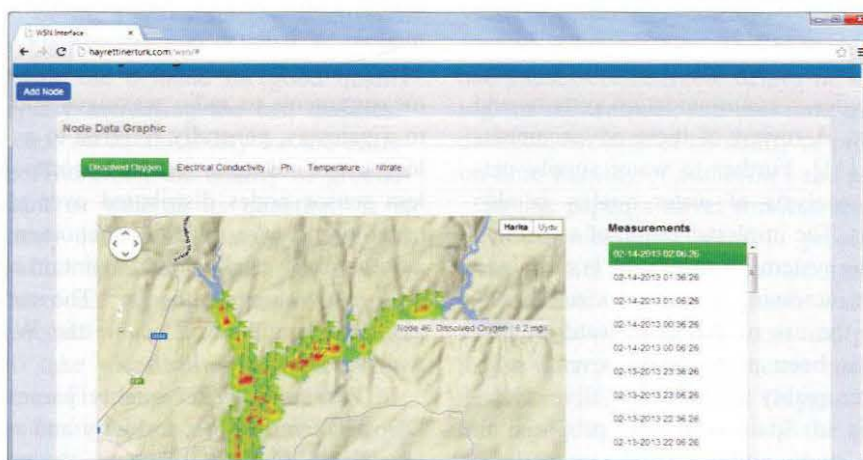 WSN Interface
hayrettinerturk.com/wsn/#
Add Node
Node Data Graphic
Dissolved Oxygen Electrical Conductivity Ph Temperature Nitrate
Harita Uydu
Measurements
Node 46, Dissolved Oxygen 6,2 mg/l
02-14-2013 02:06:26
02-14-2013 01:36:26
02-14-2013 01:06:26
02-14-2013 00:36:26
02-14-2013 00:06:26
02-13-2013 23:36:26
02-13-2013 23:06:26
02-13-2013 22:36:26
02-13-2013 22:06:26